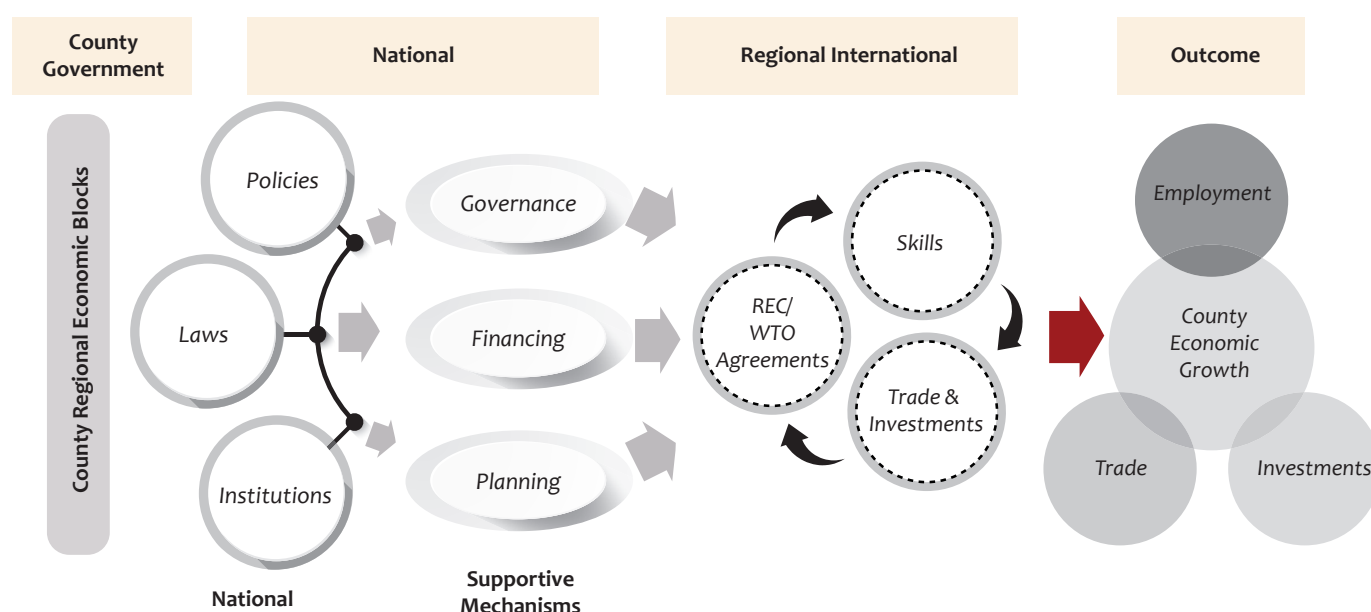 County
Government
National
Regional International
Outcome
County Regional Economic Blocks
Policies
Laws
Institutions
National
Governance
Financing
Planning
Supportive
Mechanisms
REC/
WTO
Agreements
Skills
Trade &
Investments
Employment
County
Economic
Growth
Trade
Investments